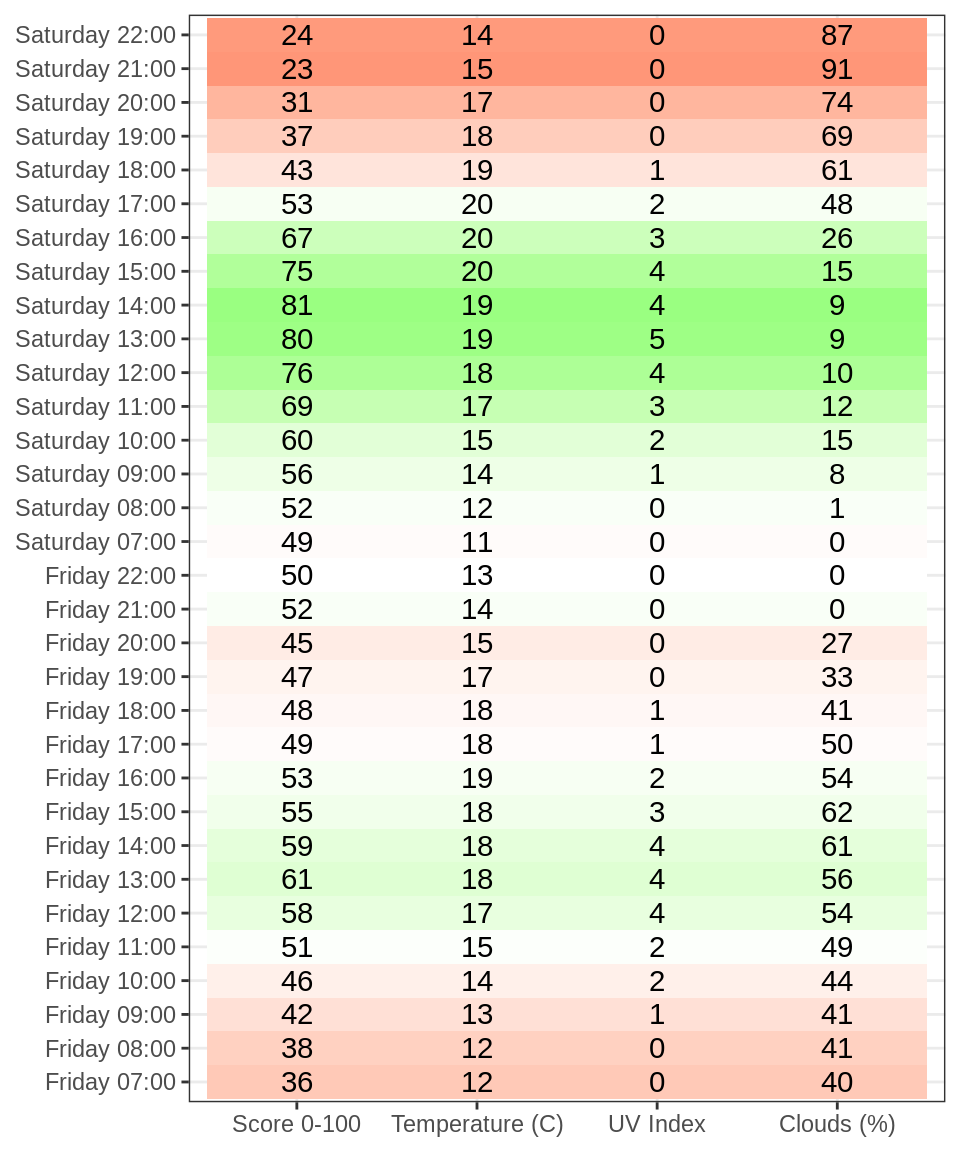 Saturday 22:00 24 14 0 87
Saturday 21:00 23 15 0 91
Saturday 20:00 31 17 0 74
Saturday 19:00 37 18 0 69
Saturday 18:00 43 19 1 61
Saturday 17:00 53 20 2 48
Saturday 16:00 67 20 3 26
Saturday 15:00 75 20 4 15
Saturday 14:00 81 19 4 9
Saturday 13:00 80 19 5 9
Saturday 12:00 76 18 4 10
Saturday 11:00 69 17 3 12
Saturday 10:00 60 15 2 15
Saturday 09:00 56 14 1 8
Saturday 08:00 52 12 0 1
Saturday 07:00 49 11 0 0
Friday 22:00 50 13 0 0
Friday 21:00 52 14 0 0
Friday 20:00 45 15 0 27
Friday 19:00 47 17 0 33
Friday 18:00 48 18 1 41
Friday 17:00 49 18 1 50
Friday 16:00 53 19 2 54
Friday 15:00 55 18 3 62
Friday 14:00 59 18 4 61
Friday 13:00 61 18 4 56
Friday 12:00 58 17 4 54
Friday 11:00 51 15 2 49
Friday 10:00 46 14 2 44
Friday 09:00 42 13 1 41
Friday 08:00 38 12 0 41
Friday 07:00 36 12 0 40
Score 0-100 Temperature (C) UV Index Clouds (%)